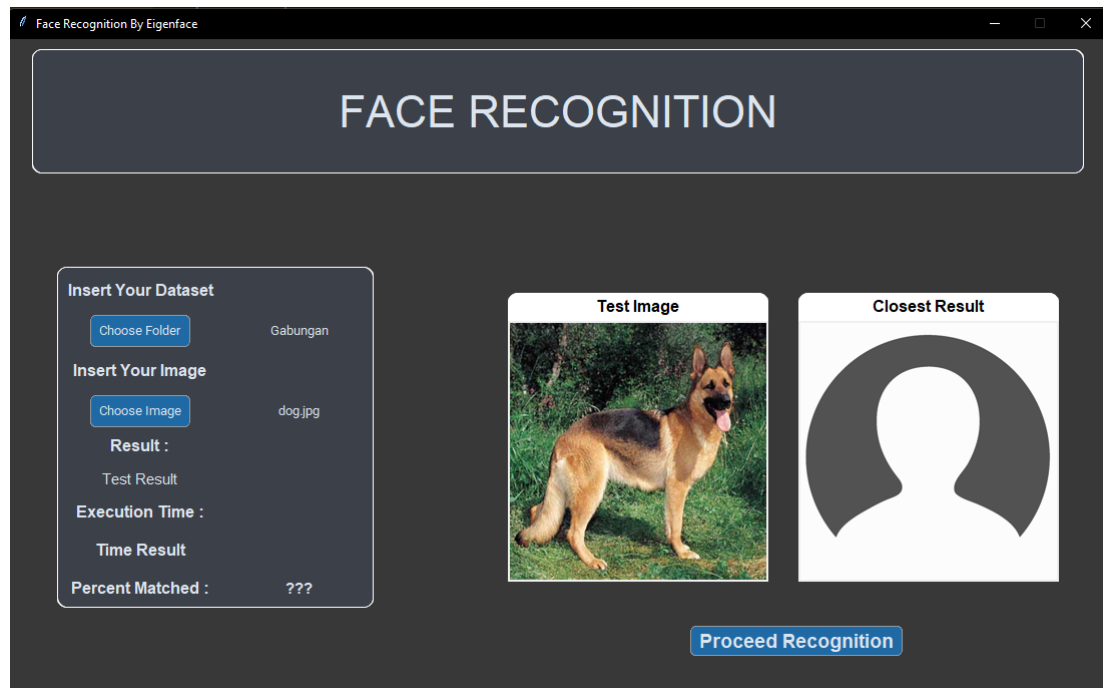 Face Recognition By Eigenface
FACE RECOGNITION
Insert Your Dataset
Choose Folder Gabungan
Insert Your Image
Choose Image dog.jpg
Result :
Test Result
Execution Time :
Time Result
Percent Matched : ???
Test Image
Closest Result
Proceed Recognition